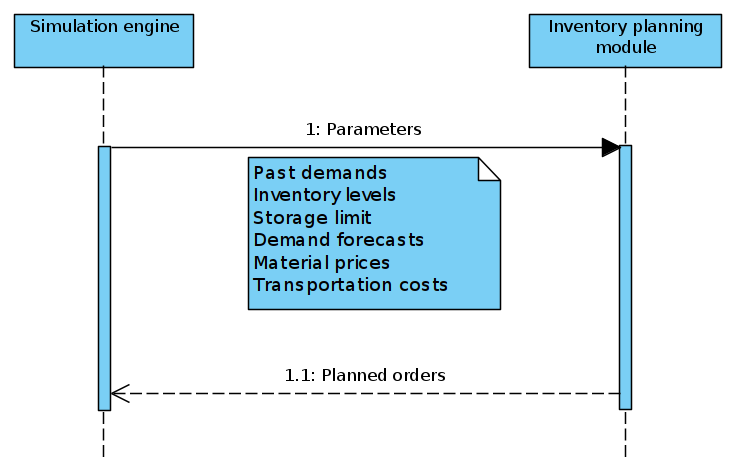 Simulation engine
Inventory planning
module
1: Parameters
Past demands
Inventory levels
Storage limit
Demand forecasts
Material prices
Transportation costs
1.1: Planned orders